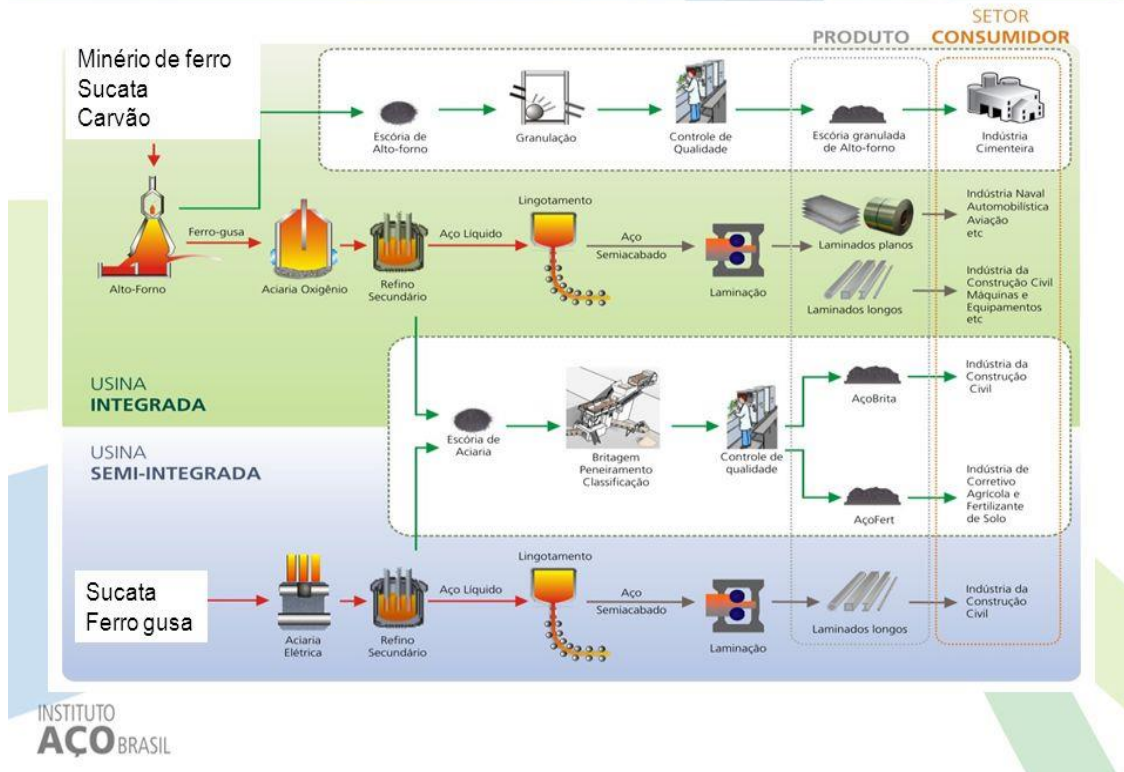 SETOR
PRODUTO CONSUMIDOR
Minério de ferro
Sucata
Carvão
Escória de
Alto-forno
Granulação
Controle de
Qualidade
Escória granulada
de Alto-forno
Indústria
Cimenteira
Ferro-gusa
Alto-Forno
Aciaria Oxigênio
Refino
Secundário
Aço Líquido
Lingotamento
Aço
Semiacabado
Laminação
Laminados planos
Indústria Naval
Automobilística
Aviação
etc
Laminados longos
Indústria da
Construção Civil
Máquinas e
Equipamentos
etc
USINA
INTEGRADA
USINA
SEMI-INTEGRADA
Escória de
Aciaria
Britagem
Peneiramento
Classificação
Controle de
qualidade
AçoBrita
Indústria da
Construção
Civil
AçoFert
Indústria de
Corretivo
Agrícola e
Fertilizante
de Solo
Sucata
Ferro gusa
Aciaria
Elétrica
Refino
Secundário
Aço Líquido
Lingotamento
Aço
Semiacabado
Laminação
Laminados longos
Indústria da
Construção
Civil
INSTITUTO
AÇO BRASIL